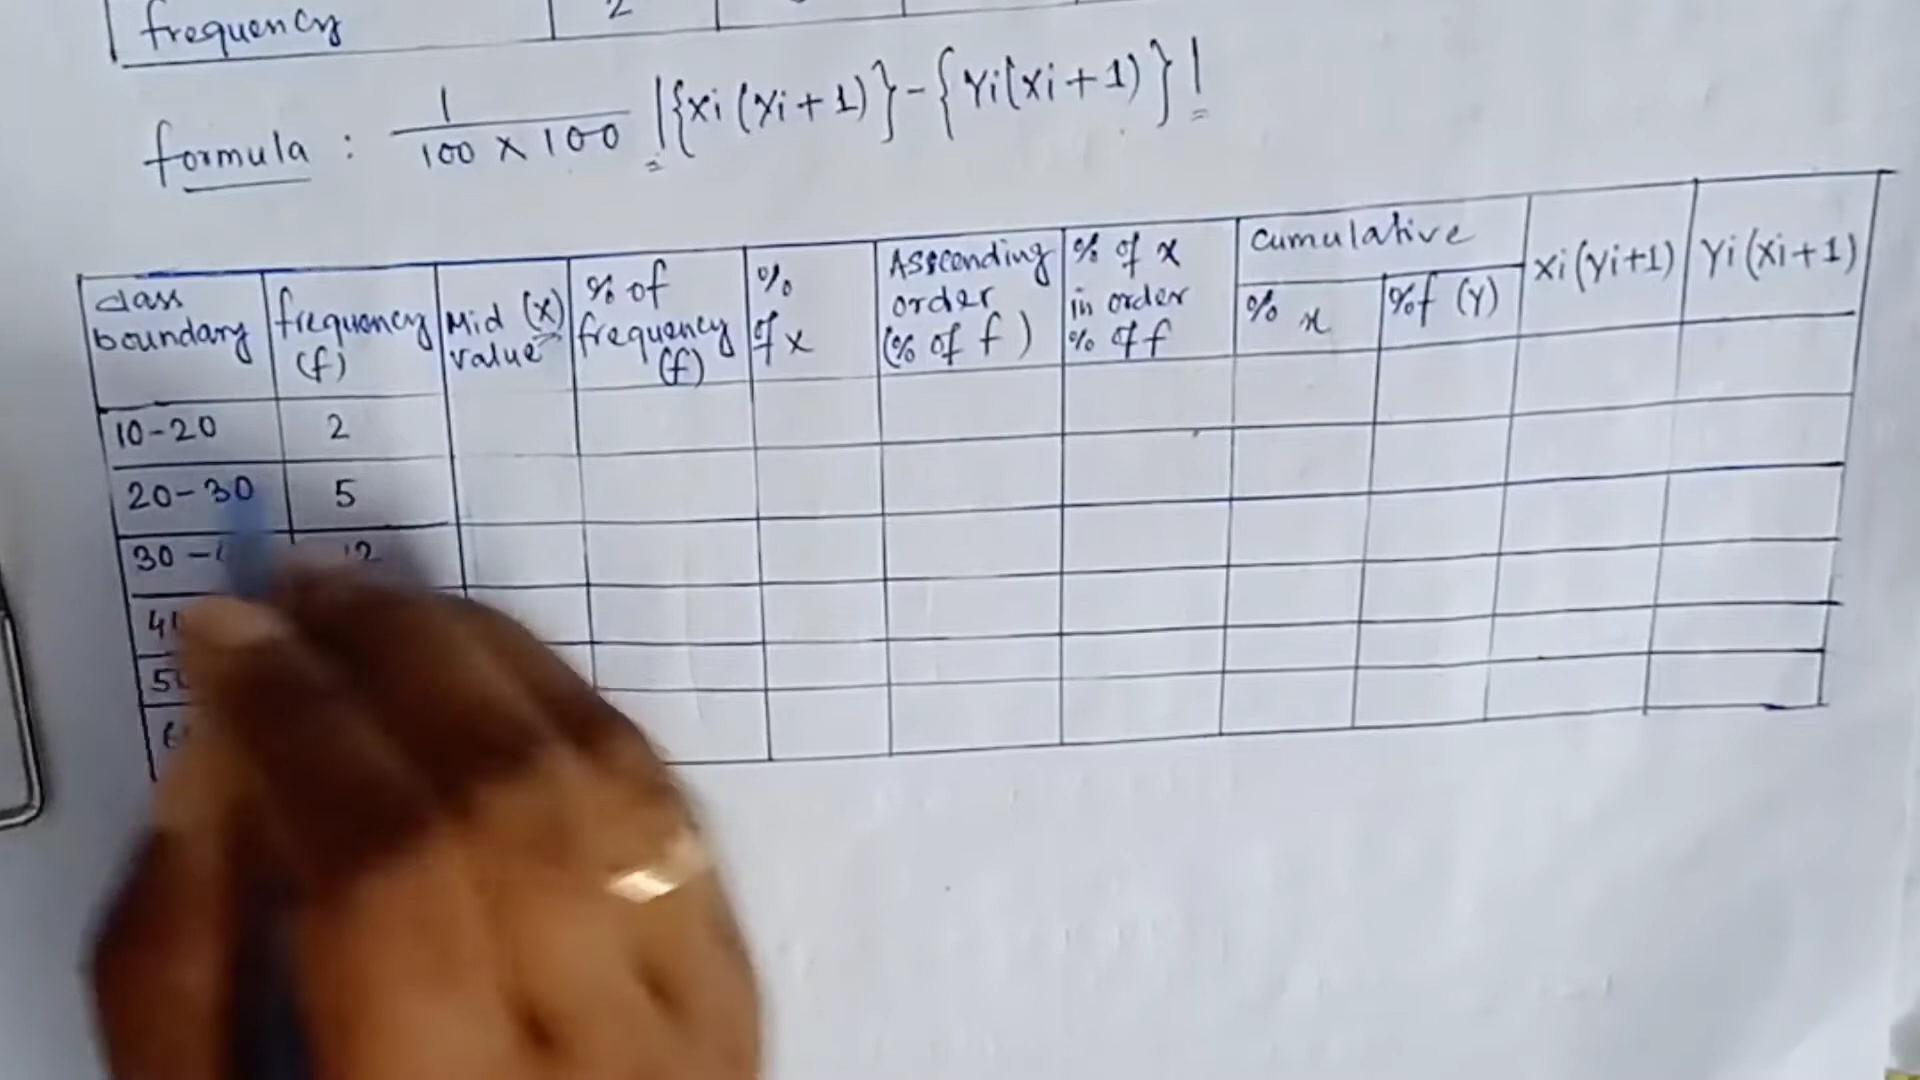 frequency 2
formula : 1 / 100 x 100 |{xi (Yi+1)} - {Yi(xi+1)}|
class boundary
frequency (f)
Mid (x) value
% of frequency (f)
% of x
Asscending order (% of f)
% of x in order % of f
cumulative
% x
%f (Y)
xi (Yi+1)
Yi (xi+1)
10-20 2
20-30 5
30-